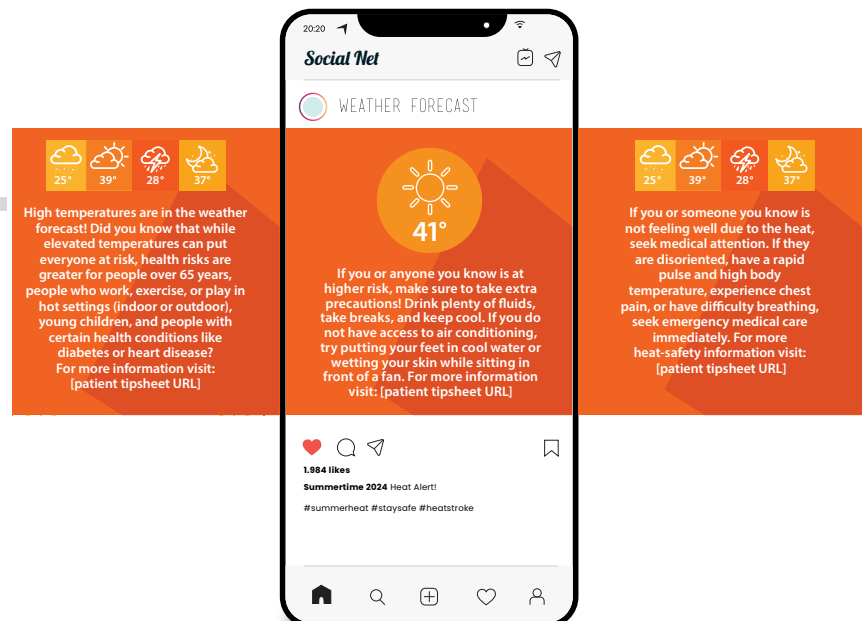 20:20
Social Net
WEATHER FORECAST
25° 39° 28° 37°
High temperatures are in the weather
forecast! Did you know that while
elevated temperatures can put
everyone at risk, health risks are
greater for people over 65 years,
people who work, exercise, or play in
hot settings (indoor or outdoor),
young children, and people with
certain health conditions like
diabetes or heart disease?
For more information visit:
[patient tipsheet URL]
41°
If you or anyone you know is at
higher risk, make sure to take extra
precautions! Drink plenty of fluids,
take breaks, and keep cool. If you do
not have access to air conditioning,
try putting your feet in cool water or
wetting your skin while sitting in
front of a fan. For more information
visit: [patient tipsheet URL]
25° 39° 28° 37°
If you or someone you know is
not feeling well due to the heat,
seek medical attention. If they
are disoriented, have a rapid
pulse and high body
temperature, experience chest
pain, or have difficulty breathing,
seek emergency medical care
immediately. For more
heat-safety information visit:
[patient tipsheet URL]
1.984 likes
Summertime 2024 Heat Alert!
#summerheat #staysafe #heatstroke